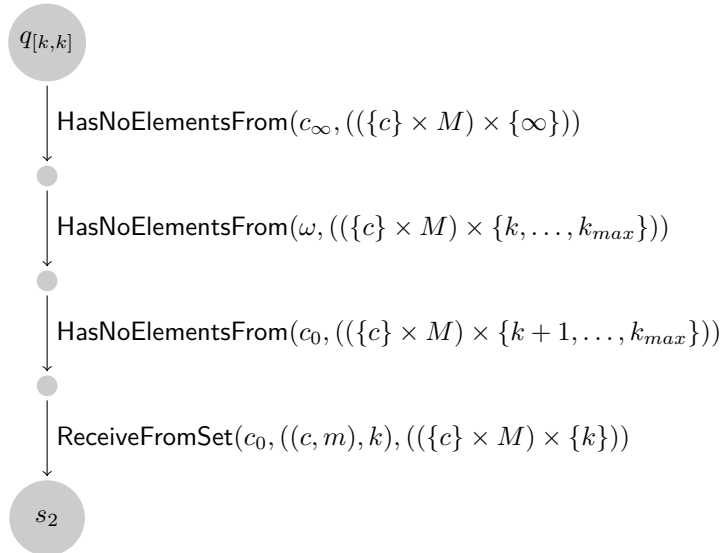 q[k,k]
HasNoElementsFrom(c∞, (({c} × M) × {∞}))
HasNoElementsFrom(ω, (({c} × M) × {k, . . . , kmax}))
HasNoElementsFrom(c0, (({c} × M) × {k + 1, . . . , kmax}))
ReceiveFromSet(c0, ((c, m), k), (({c} × M) × {k}))
s2